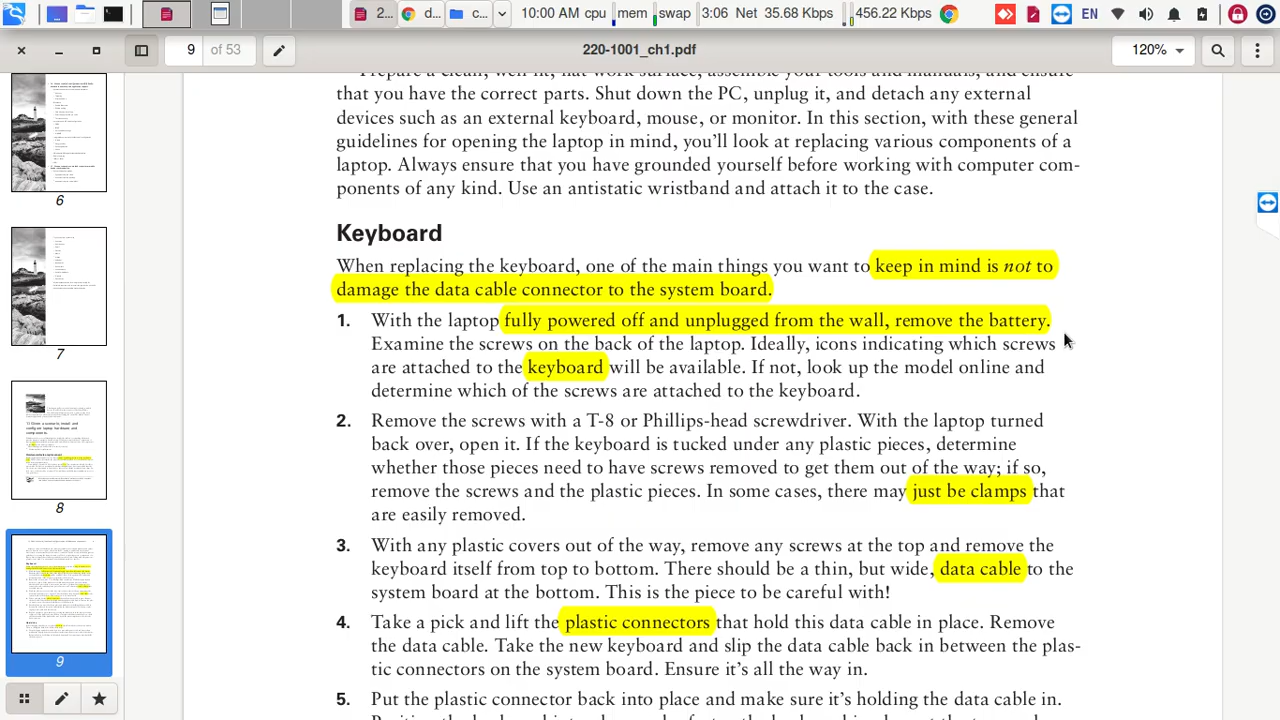 2... d... c... 0:00 AM cpu mem swap Net Kbps 456.22 Kbps EN
9 of 53 220-1001_ch1.pdf 120%
that you have the right parts. Shut down the PC, unplug it, and detach any external
devices such as an external keyboard, mouse, or monitor. In this section, with these general
guidelines for opening the laptop in mind, you'll look at replacing various components of a
laptop. Always ensure that you have grounded yourself before working with computer com-
ponents of any kind. Use an antistatic wristband and attach it to the case.
Keyboard
When replacing the keyboard, one of the main things you want to keep in mind is not to
damage the data cable connector to the system board.
1. With the laptop fully powered off and unplugged from the wall, remove the battery.
Examine the screws on the back of the laptop. Ideally, icons indicating which screws
are attached to the keyboard will be available. If not, look up the model online and
determine which of the screws are attached to the keyboard.
2. Remove the screws with a T-8 or Phillips-head screwdriver. With the laptop turned
back over, open it. If the keyboard is tucked under any plastic pieces, determine
whether those pieces need to have screws removed to get them out of the way; if so,
remove the screws and the plastic pieces. In some cases, there may just be clamps that
are easily removed.
3. With any plastic pieces out of the way, remove the
keyboard itself from the bottom. There will be a thin but wide data cable to the
system board at the bottom. This is the piece to be careful with!
4. Take a pick and lift the plastic connectors that hold this data cable in place. Remove
the data cable. Take the new keyboard and slip the data cable back in between the plas-
tic connectors on the system board. Ensure it's all the way in.
5. Put the plastic connector back into place and make sure it's holding the data cable in.
6
7
8
9